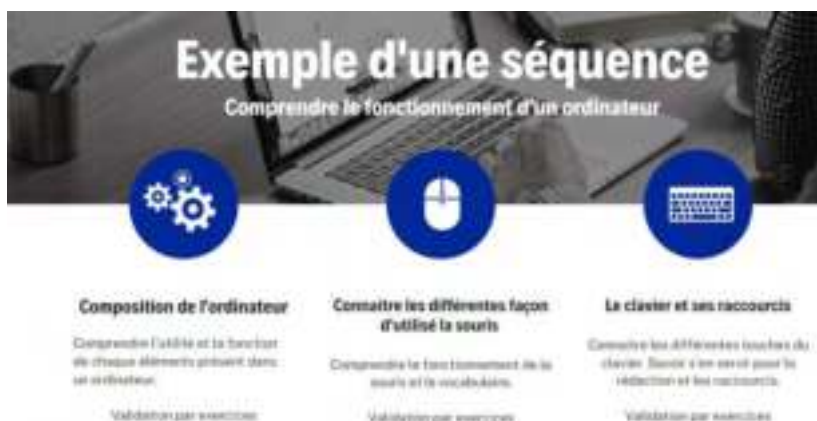 Exemple d'une séquence
Comprendre le fonctionnement d'un ordinateur
Composition de l'ordinateur
Comprendre l'utilité et la fonction
de chaque éléments présent dans
un ordinateur.
Validation par exercices
Connaitre les différentes façon
d'utilisé la souris
Comprendre le fonctionnement de la
souris et le vocabulaire.
Validation par exercices
Le clavier et ses raccourcis
Connaitre les différentes touches du
clavier. Savoir s'en servir pour la
rédaction et les raccourcis.
Validation par exercices